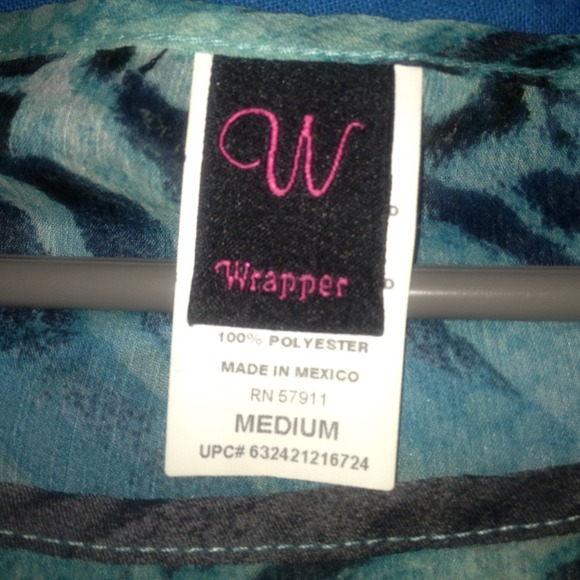 W
Wrapper
100% POLYESTER
MADE IN MEXICO
RN 57911
MEDIUM
UPC# 632421216724